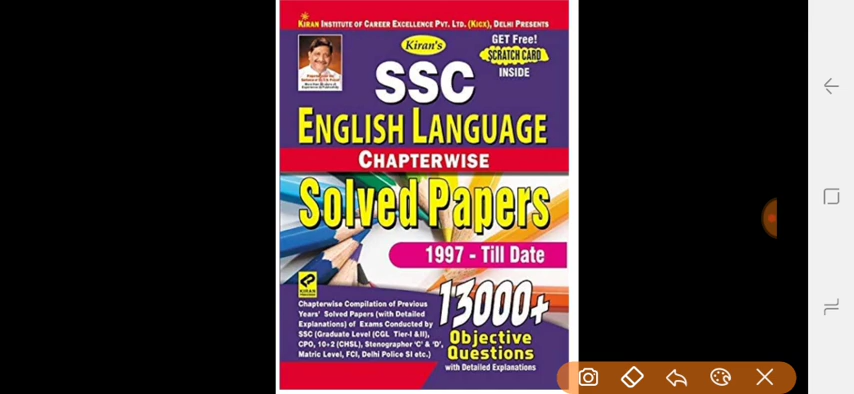 KIRAN INSTITUTE OF CAREER EXCELLENCE PVT. LTD. (KICX), DELHI PRESENTS
Kiran's
GET Free!
SCRATCH CARD
INSIDE
SSC
ENGLISH LANGUAGE
CHAPTERWISE
Solved Papers
1997 - Till Date
KIRAN
Chapterwise Compilation of Previous
Years' Solved Papers (with Detailed
Explanations) of Exams Conducted by
SSC (Graduate Level (CGL Tier-I &II),
CPO, 10+2 (CHSL), Stenographer 'C' & 'D',
Matric Level, FCI, Delhi Police SI etc.)
13000+
Objective
Questions
with Detailed Explanations